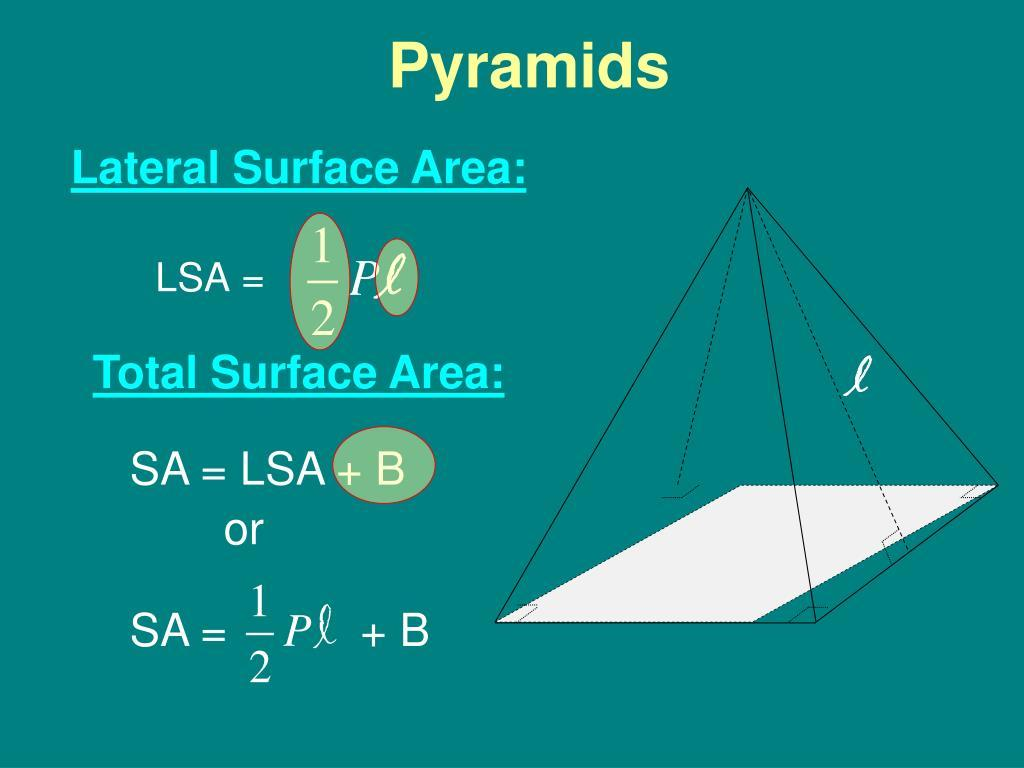 Pyramids
Lateral Surface Area:
LSA = 1/2 Pℓ
Total Surface Area:
SA = LSA + B
or
SA = 1/2 Pℓ + B
ℓ